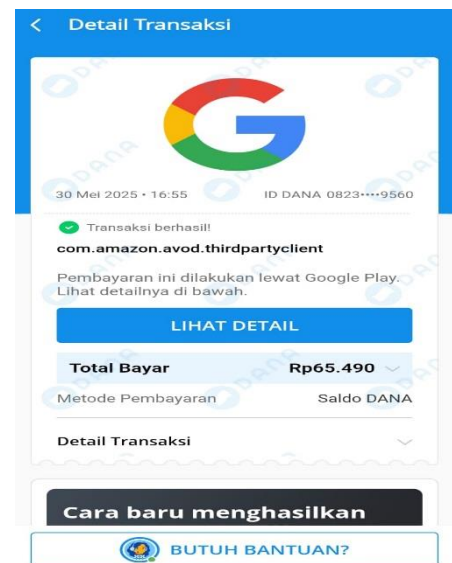 Detail Transaksi
30 Mei 2025 • 16:55 ID DANA 0823••••9560
Transaksi berhasil!
com.amazon.avod.thirdpartyclient
Pembayaran ini dilakukan lewat Google Play.
Lihat detailnya di bawah.
LIHAT DETAIL
Total Bayar Rp65.490
Metode Pembayaran Saldo DANA
Detail Transaksi
Cara baru menghasilkan
BUTUH BANTUAN?